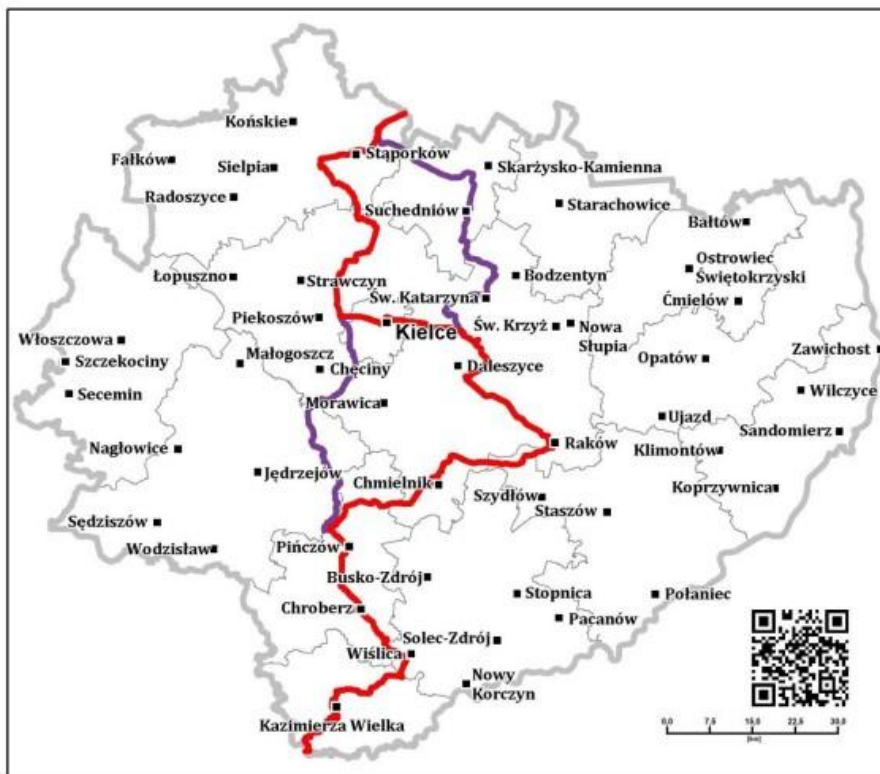 Końskie
Fałków
Sielpia
Stąporków
Skarżysko-Kamienna
Radoszyce
Suchedniów
Starachowice
Bałtów
Łopuszno
Strawczyn
Bodzentyn
Ostrowiec
Świętokrzyski
Św. Katarzyna
Ćmielów
Piekoszów
Kielce
Św. Krzyż
Nowa
Słupia
Włoszczowa
Szczekociny
Małogoszcz
Chęciny
Daleszyce
Opatów
Zawichost
Secemin
Morawica
Wilczyce
Ujazd
Sandomierz
Nagłowice
Raków
Klimontów
Jędrzejów
Chmielnik
Szydłów
Koprzywnica
Staszów
Sędziszów
Wodzisław
Pińczów
Busko-Zdrój
Stopnica
Połaniec
Chroberz
Pacanów
Solec-Zdrój
Wiślica
Nowy
Korczyn
Kazimierza Wielka
0,0 7,5 15,0 22,5 30,0
[km]